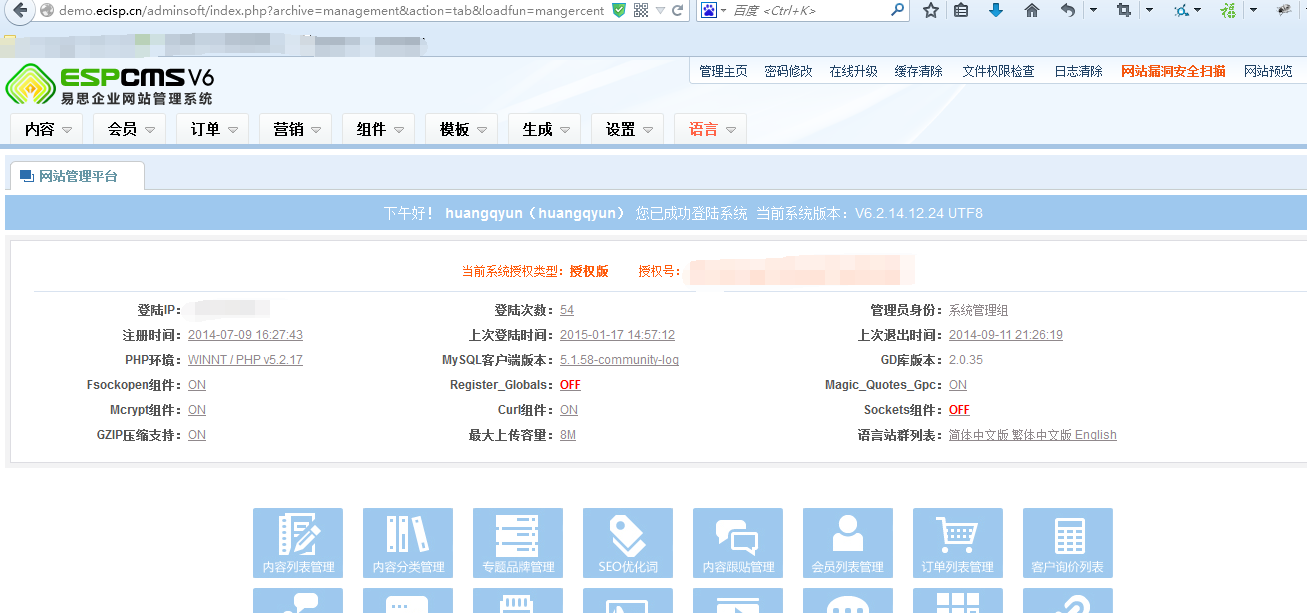 demo.ecisp.cn/adminsoft/index.php?archive=management&action=tab&loadfun=mangercent
百度 <Ctrl+K>
ESPCMS V6
易思企业网站管理系统
管理主页 密码修改 在线升级 缓存清除 文件权限检查 日志清除 网站漏洞安全扫描 网站预览
内容 会员 订单 营销 组件 模板 生成 设置 语言
网站管理平台
下午好! huangqyun(huangqyun) 您已成功登陆系统 当前系统版本:V6.2.14.12.24 UTF8
当前系统授权类型:授权版 授权号:
登陆IP: 登陆次数: 54 管理员身份: 系统管理组
注册时间: 2014-07-09 16:27:43 上次登陆时间: 2015-01-17 14:57:12 上次退出时间: 2014-09-11 21:26:19
PHP环境: WINNT / PHP v5.2.17 MySQL客户端版本: 5.1.58-community-log GD库版本: 2.0.35
Fsockopen组件: ON Register_Globals: OFF Magic_Quotes_Gpc: ON
Mcrypt组件: ON Curl组件: ON Sockets组件: OFF
GZIP压缩支持: ON 最大上传容量: 8M 语言站群列表: 简体中文版 繁体中文版 English
内容列表管理 内容分类管理 专题品牌管理 SEO优化词 内容跟贴管理 会员列表管理 订单列表管理 客户询价列表